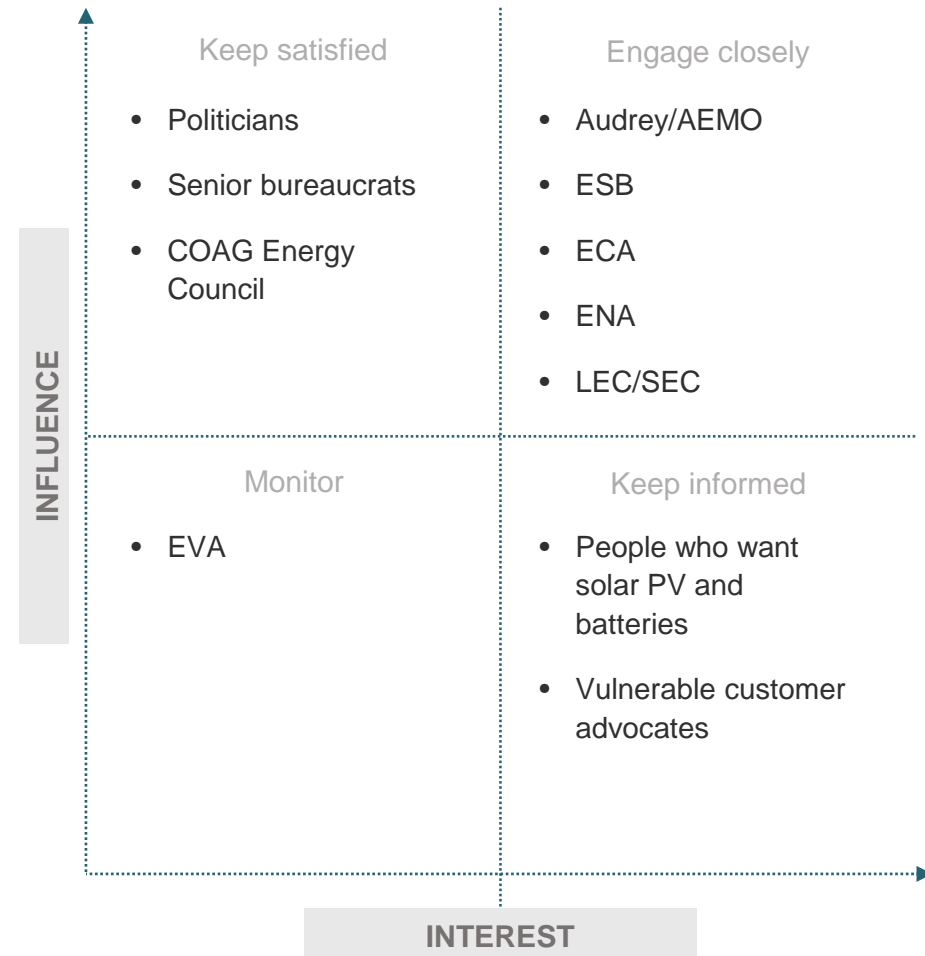 Keep satisfied
• Politicians
• Senior bureaucrats
• COAG Energy
Council
Engage closely
• Audrey/AEMO
• ESB
• ECA
• ENA
• LEC/SEC
INFLUENCE
Monitor
• EVA
Keep informed
• People who want
solar PV and
batteries
• Vulnerable customer
advocates
INTEREST